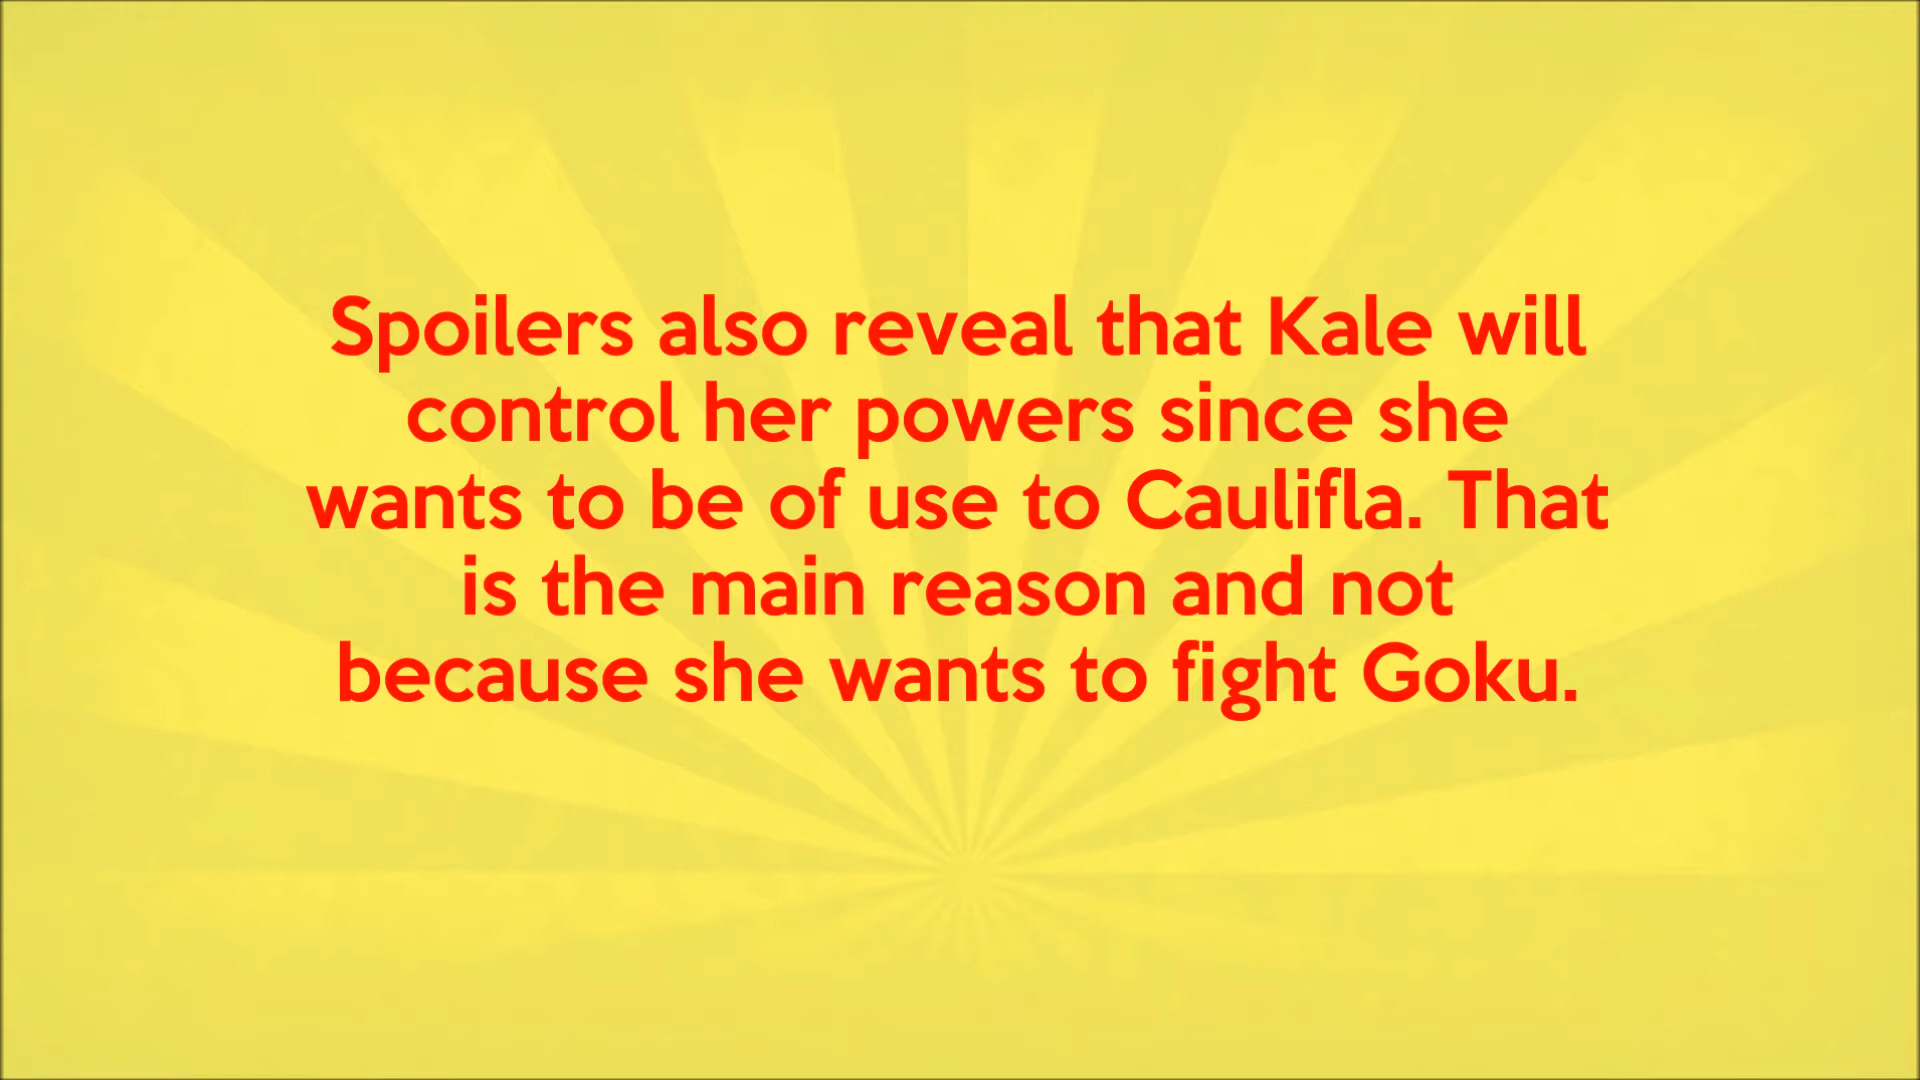 Spoilers also reveal that Kale will
control her powers since she
wants to be of use to Caulifla. That
is the main reason and not
because she wants to fight Goku.